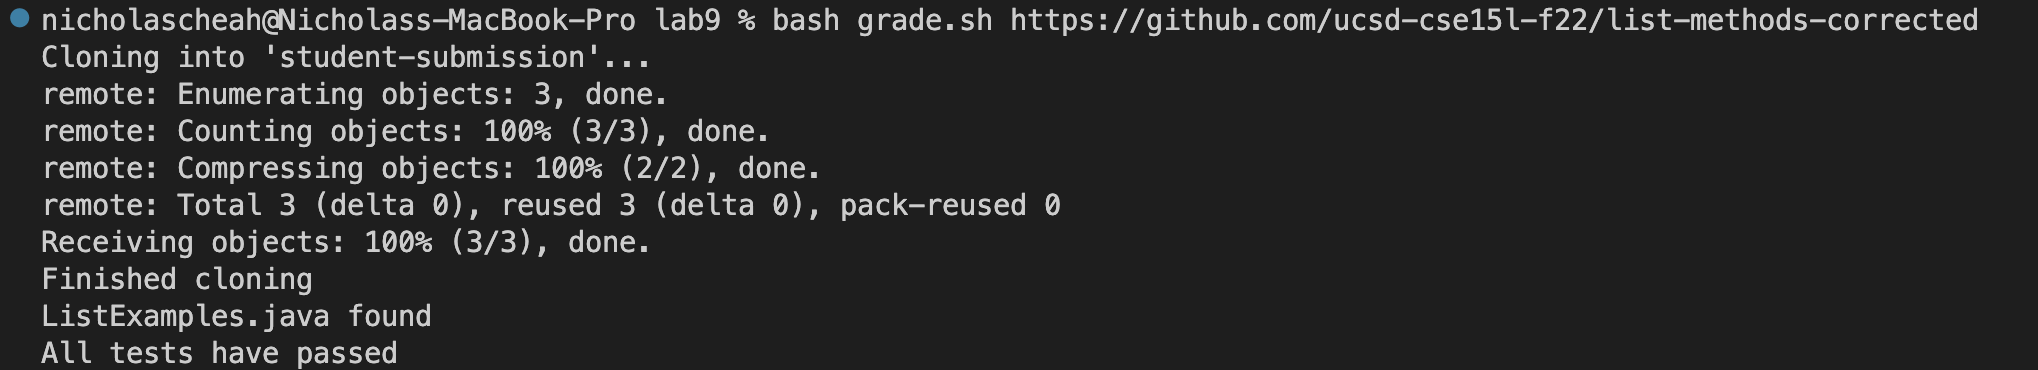 nicholascheah@Nicholass-MacBook-Pro lab9 % bash grade.sh https://github.com/ucsd-cse15l-f22/list-methods-corrected
Cloning into 'student-submission'...
remote: Enumerating objects: 3, done.
remote: Counting objects: 100% (3/3), done.
remote: Compressing objects: 100% (2/2), done.
remote: Total 3 (delta 0), reused 3 (delta 0), pack-reused 0
Receiving objects: 100% (3/3), done.
Finished cloning
ListExamples.java found
All tests have passed